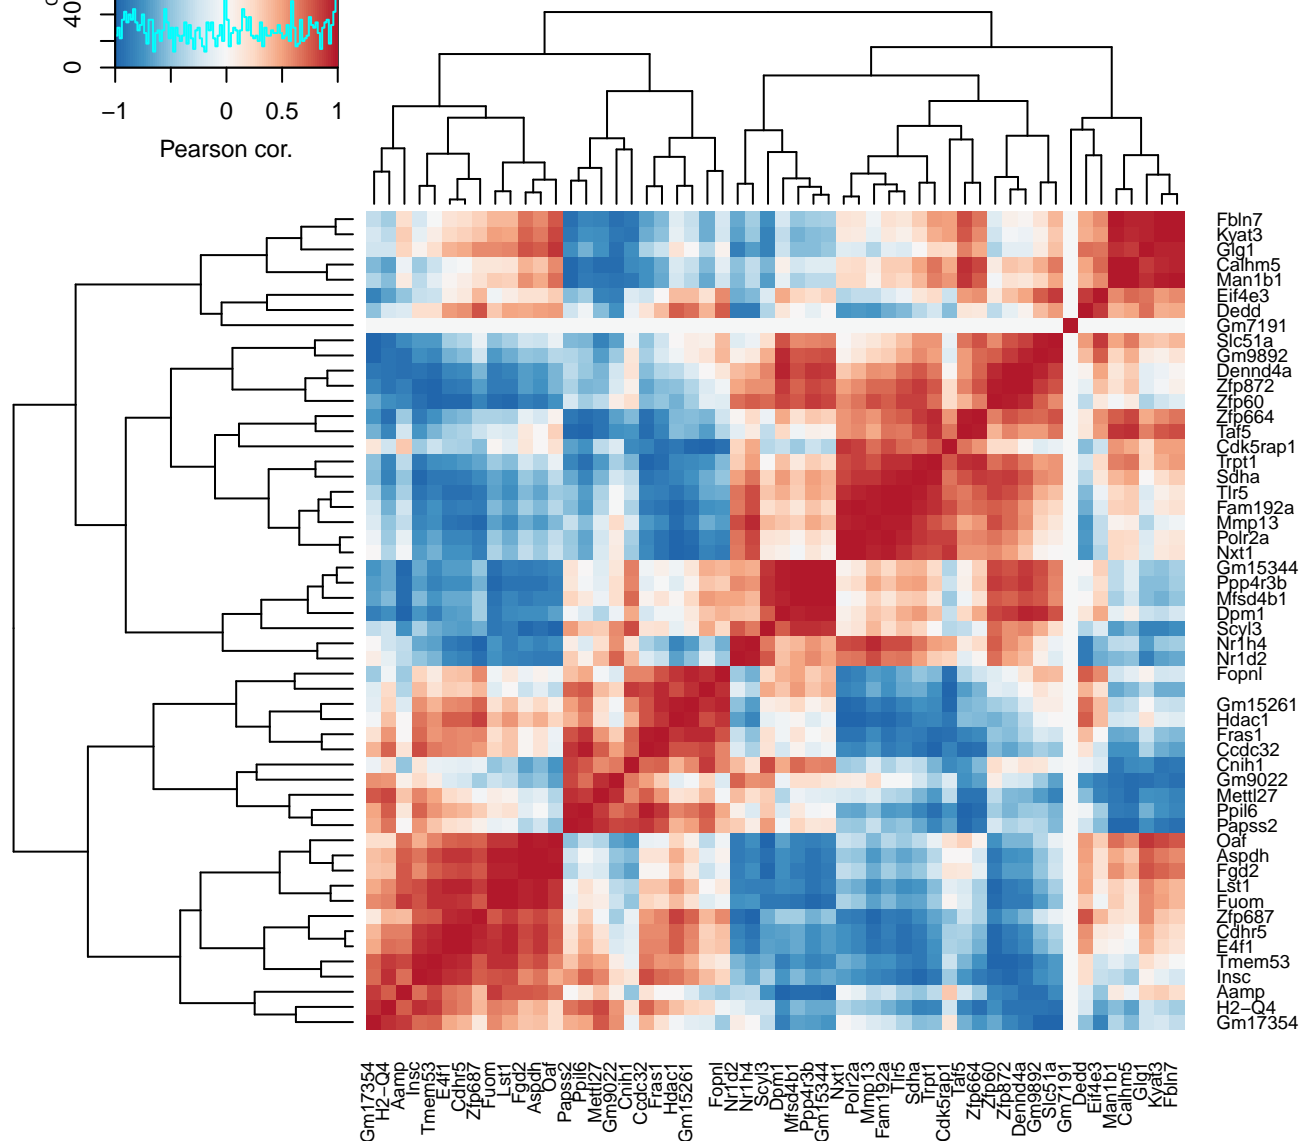 40
0
−1 0 0.5 1
Pearson cor.
Fbln7
Kyat3
Glg1
Calhm5
Man1b1
Eif4e3
Dedd
Gm7191
Slc51a
Gm9892
Dennd4a
Zfp872
Zfp60
Zfp664
Taf5
Cdk5rap1
Trpt1
Sdha
Tlr5
Fam192a
Mmp13
Polr2a
Nxt1
Gm15344
Ppp4r3b
Mfsd4b1
Dpm1
Scyl3
Nr1h4
Nr1d2
Fopnl
Gm15261
Hdac1
Fras1
Ccdc32
Cnih1
Gm9022
Mettl27
Ppil6
Papss2
Oaf
Aspdh
Fgd2
Lst1
Fuom
Zfp687
Cdhr5
E4f1
Tmem53
Insc
Aamp
H2−Q4
Gm17354
Gm17354
H2−Q4
Aamp
Insc
Tmem53
E4f1
Cdhr5
Zfp687
Fuom
Lst1
Fgd2
Aspdh
Oaf
Papss2
Ppil6
Mettl27
Gm9022
Cnih1
Ccdc32
Fras1
Hdac1
Gm15261
Fopnl
Nr1d2
Nr1h4
Scyl3
Dpm1
Mfsd4b1
Ppp4r3b
Gm15344
Nxt1
Polr2a
Mmp13
Fam192a
Tlr5
Sdha
Trpt1
Cdk5rap1
Taf5
Zfp664
Zfp60
Zfp872
Dennd4a
Gm9892
Slc51a
Gm7191
Dedd
Eif4e3
Man1b1
Calhm5
Glg1
Kyat3
Fbln7